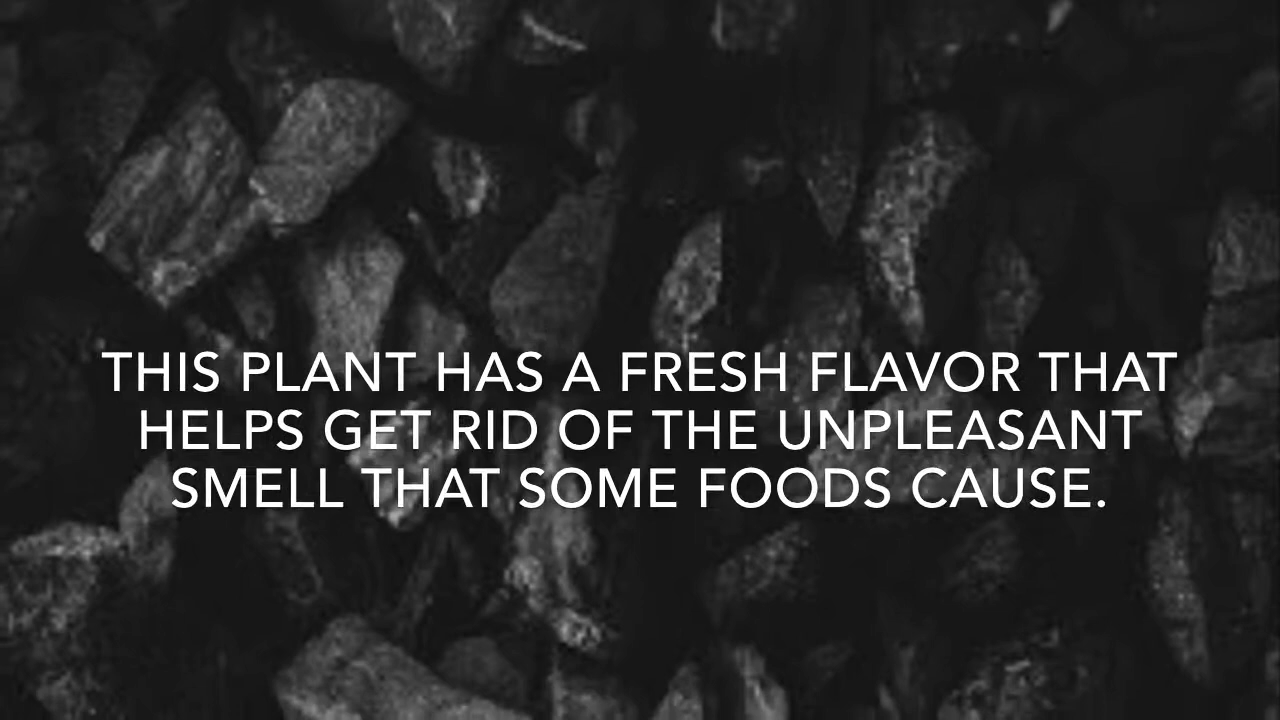 THIS PLANT HAS A FRESH FLAVOR THAT
HELPS GET RID OF THE UNPLEASANT
SMELL THAT SOME FOODS CAUSE.